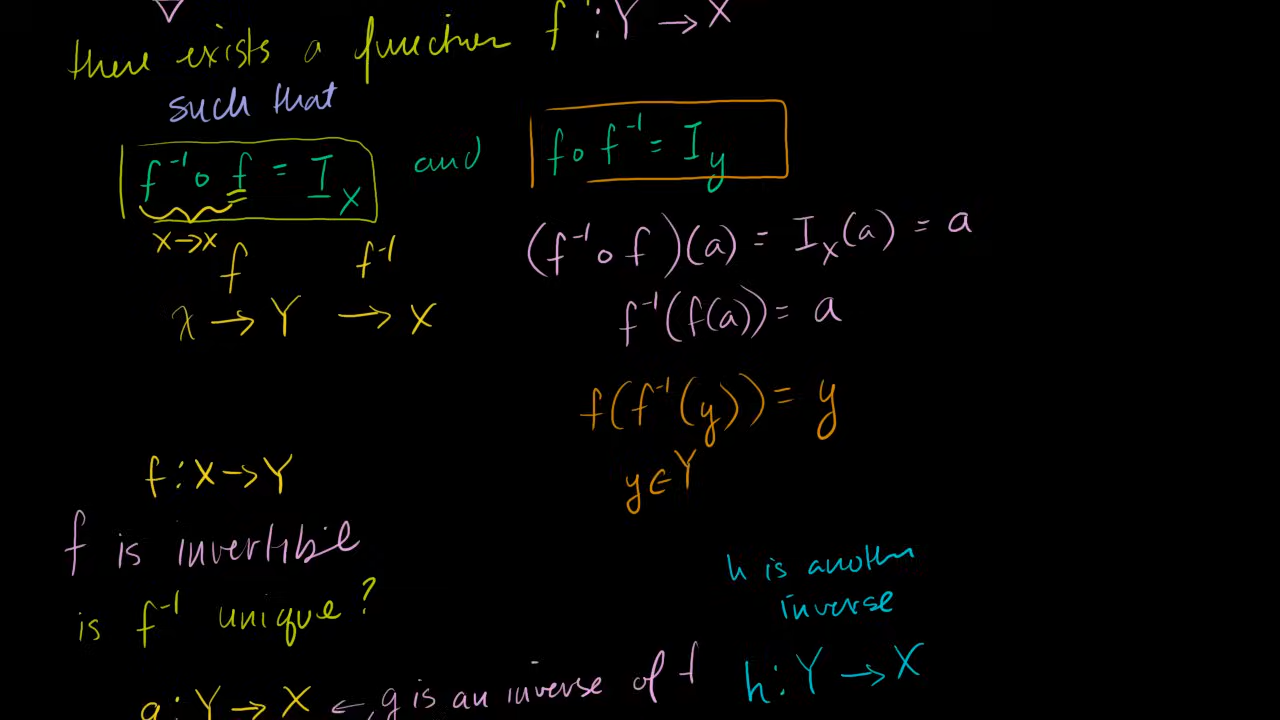 there exists a function f⁻¹ : Y → X
such that
f⁻¹ ∘ f = I_X and f ∘ f⁻¹ = I_y
X → X
f f⁻¹
X → Y → X
(f⁻¹ ∘ f)(a) = I_X(a) = a
f⁻¹(f(a)) = a
f(f⁻¹(y)) = y
y ∈ Y
f : X → Y
f is invertible
is f⁻¹ unique?
h is another
inverse
g : Y → X ← g is an inverse of f
h : Y → X